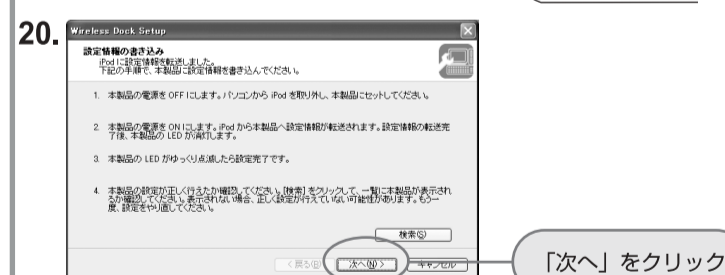 20.
Wireless Dock Setup
設定情報の書き込み
iPod に設定情報を転送しました。
下記の手順で、本製品に設定情報を書き込んでください。
1. 本製品の電源を OFF にします。パソコンから iPod を取り外し、本製品にセットしてください。
2. 本製品の電源を ON にします。iPod から本製品へ設定情報が転送されます。設定情報の転送完
了後、本製品の LED が消灯します。
3. 本製品の LED がゆっくり点滅したら設定完了です。
4. 本製品の設定が正しく行えたか確認してください。[検索] をクリックして、一覧に本製品が表示され
るか確認してください。表示されない場合、正しく設定が行えていない可能性があります。もう一
度、設定をやり直してください。
検索(S)
< 戻る(B) 次へ(N) > キャンセル
「次へ」をクリック